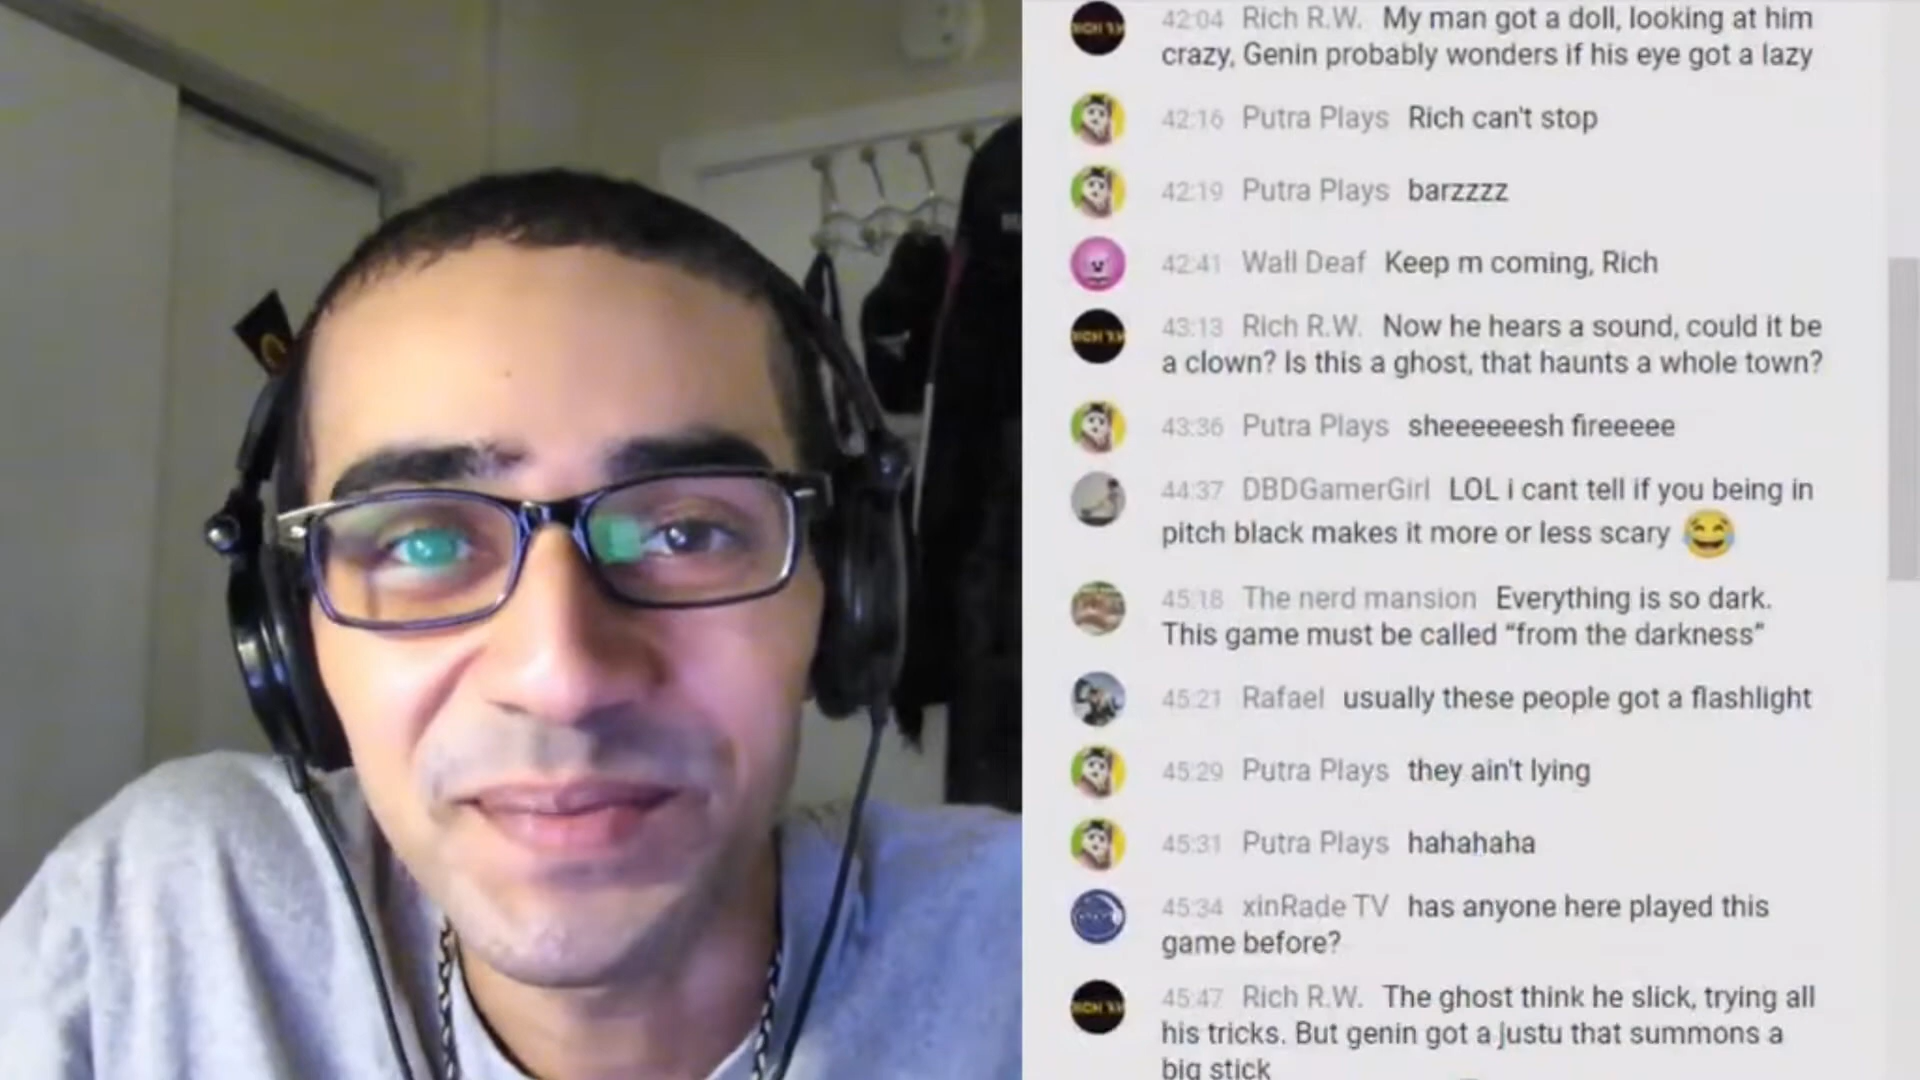 42:04 Rich R.W. My man got a doll, looking at him
crazy, Genin probably wonders if his eye got a lazy
42:16 Putra Plays Rich can't stop
42:19 Putra Plays barzzzz
42:41 Wall Deaf Keep m coming, Rich
43:13 Rich R.W. Now he hears a sound, could it be
a clown? Is this a ghost, that haunts a whole town?
43:36 Putra Plays sheeeeeesh fireeeee
44:37 DBDGamerGirl LOL i cant tell if you being in
pitch black makes it more or less scary 😂
45:18 The nerd mansion Everything is so dark.
This game must be called “from the darkness”
45:21 Rafael usually these people got a flashlight
45:29 Putra Plays they ain't lying
45:31 Putra Plays hahahaha
45:34 xinRade TV has anyone here played this
game before?
45:47 Rich R.W. The ghost think he slick, trying all
his tricks. But genin got a justu that summons a
big stick